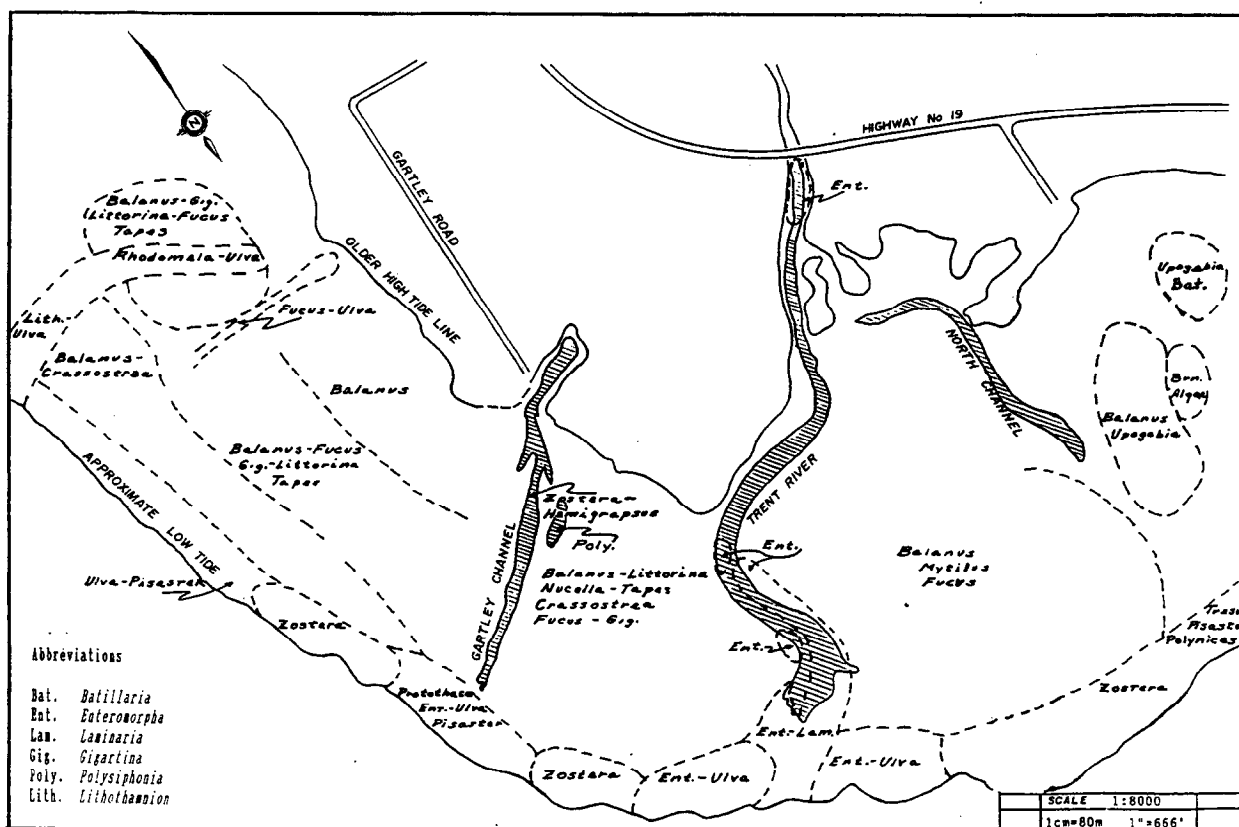 N
HIGHWAY No 19
GARTLEY ROAD
OLDER HIGH TIDE LINE
Ent.
Balanus-Gig.
Littorina-Fucus
Tapes
Rhodomela-Ulva
Fucus-Ulva
Lith.-
Ulva
Balanus-
Crassostrea
Balanus
Balanus-Fucus
Gig.-Littorina
Tapes
APPROXIMATE LOW TIDE
Ulva-Pisaster
Zostera
GARTLEY CHANNEL
Zostera-
Hemigrapsus
Poly.
Balanus-Littorina
Nucella-Tapes
Crassostrea
Fucus-Gig.
TRENT RIVER
Ent.
Ent.
NORTH CHANNEL
Upogebia
Bat.
Brn.
Algae
Balanus
Upogebia
Balanus
Mytilus
Fucus
Pisaster
Polynices
Zostera
Protothaca
Ent.-Ulva
Pisaster
Zostera
Ent.-Ulva
Ent-Lam.
Ent.-Ulva
Abbreviations
Bat. Batillaria
Ent. Enteromorpha
Lam. Laminaria
Gig. Gigartina
Poly. Polysiphonia
Lith. Lithothamnion
SCALE 1:8000
1cm=80m 1"=666'